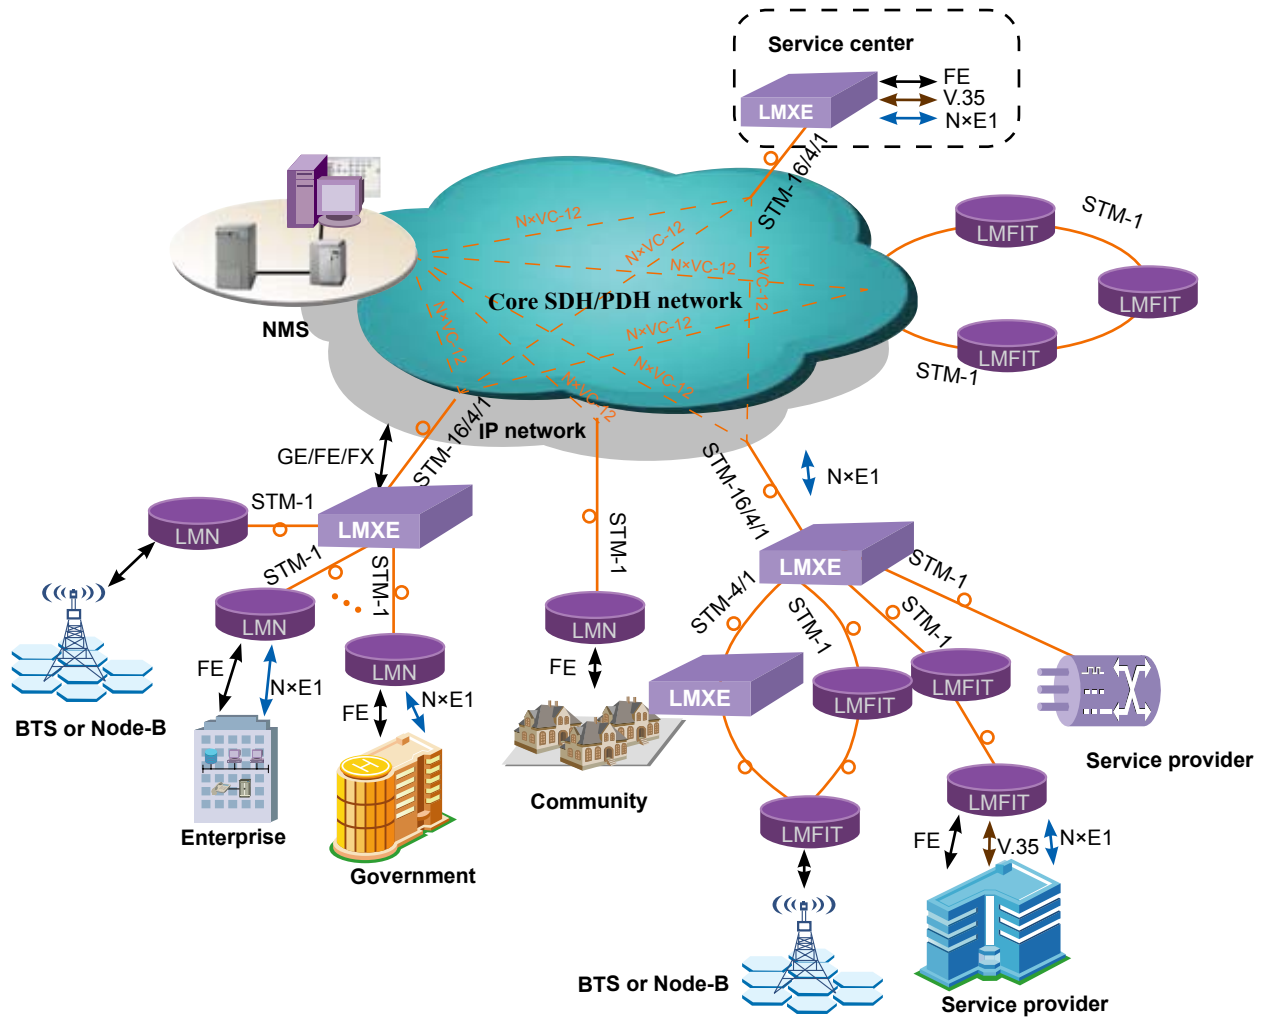 Service center
LMXE
FE
V.35
N×E1
STM-16/4/1
NMS
N×VC-12
N×VC-12
N×VC-12
N×VC-12
N×VC-12
N×VC-12
N×VC-12
N×VC-12
Core SDH/PDH network
LMFIT
STM-1
LMFIT
LMFIT
STM-1
IP network
GE/FE/FX
STM-16/4/1
STM-1
LMN
LMXE
STM-1
STM-1
LMN
LMN
FE
N×E1
FE
N×E1
BTS or Node-B
Enterprise
Government
STM-1
LMN
FE
Community
STM-16/4/1
N×E1
LMXE
STM-4/1
STM-1
STM-1
STM-1
LMXE
LMFIT
LMFIT
Service provider
LMFIT
LMFIT
FE
V.35
N×E1
BTS or Node-B
Service provider